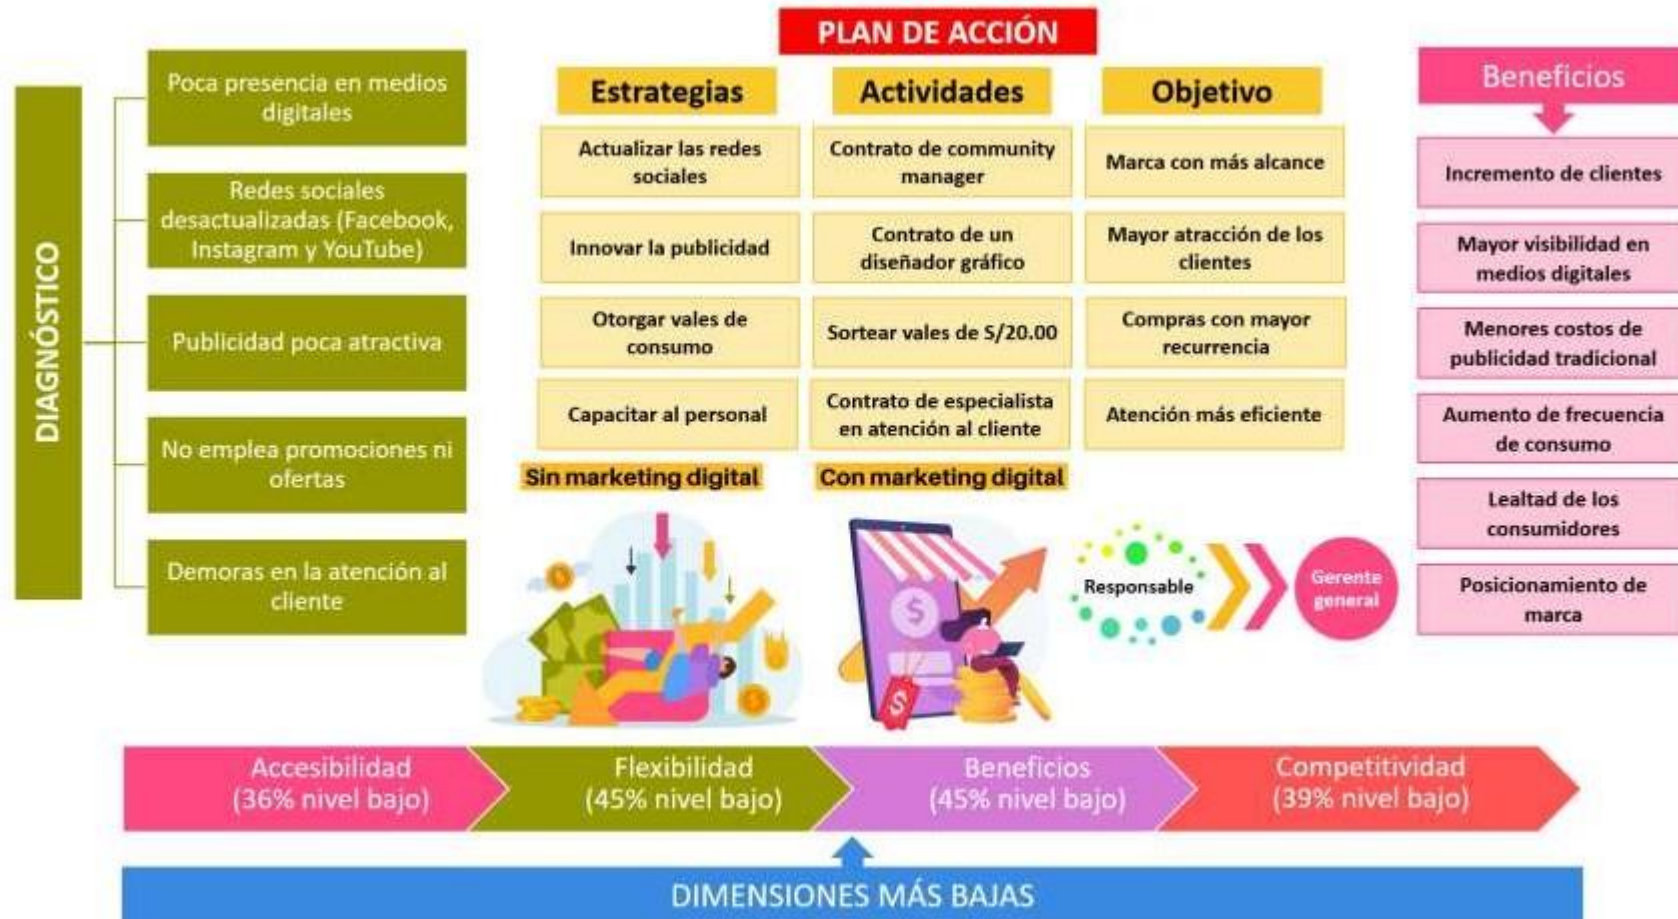 PLAN DE ACCIÓN
DIAGNÓSTICO
Poca presencia en medios
digitales
Redes sociales
desactualizadas (Facebook,
Instagram y YouTube)
Publicidad poca atractiva
No emplea promociones ni
ofertas
Demoras en la atención al
cliente
Estrategias
Actualizar las redes
sociales
Innovar la publicidad
Otorgar vales de
consumo
Capacitar al personal
Actividades
Contrato de community
manager
Contrato de un
diseñador gráfico
Sortear vales de S/20.00
Contrato de especialista
en atención al cliente
Objetivo
Marca con más alcance
Mayor atracción de los
clientes
Compras con mayor
recurrencia
Atención más eficiente
Sin marketing digital
Con marketing digital
$
$
Responsable
Gerente
general
Beneficios
Incremento de clientes
Mayor visibilidad en
medios digitales
Menores costos de
publicidad tradicional
Aumento de frecuencia
de consumo
Lealtad de los
consumidores
Posicionamiento de
marca
Accesibilidad
(36% nivel bajo)
Flexibilidad
(45% nivel bajo)
Beneficios
(45% nivel bajo)
Competitividad
(39% nivel bajo)
DIMENSIONES MÁS BAJAS